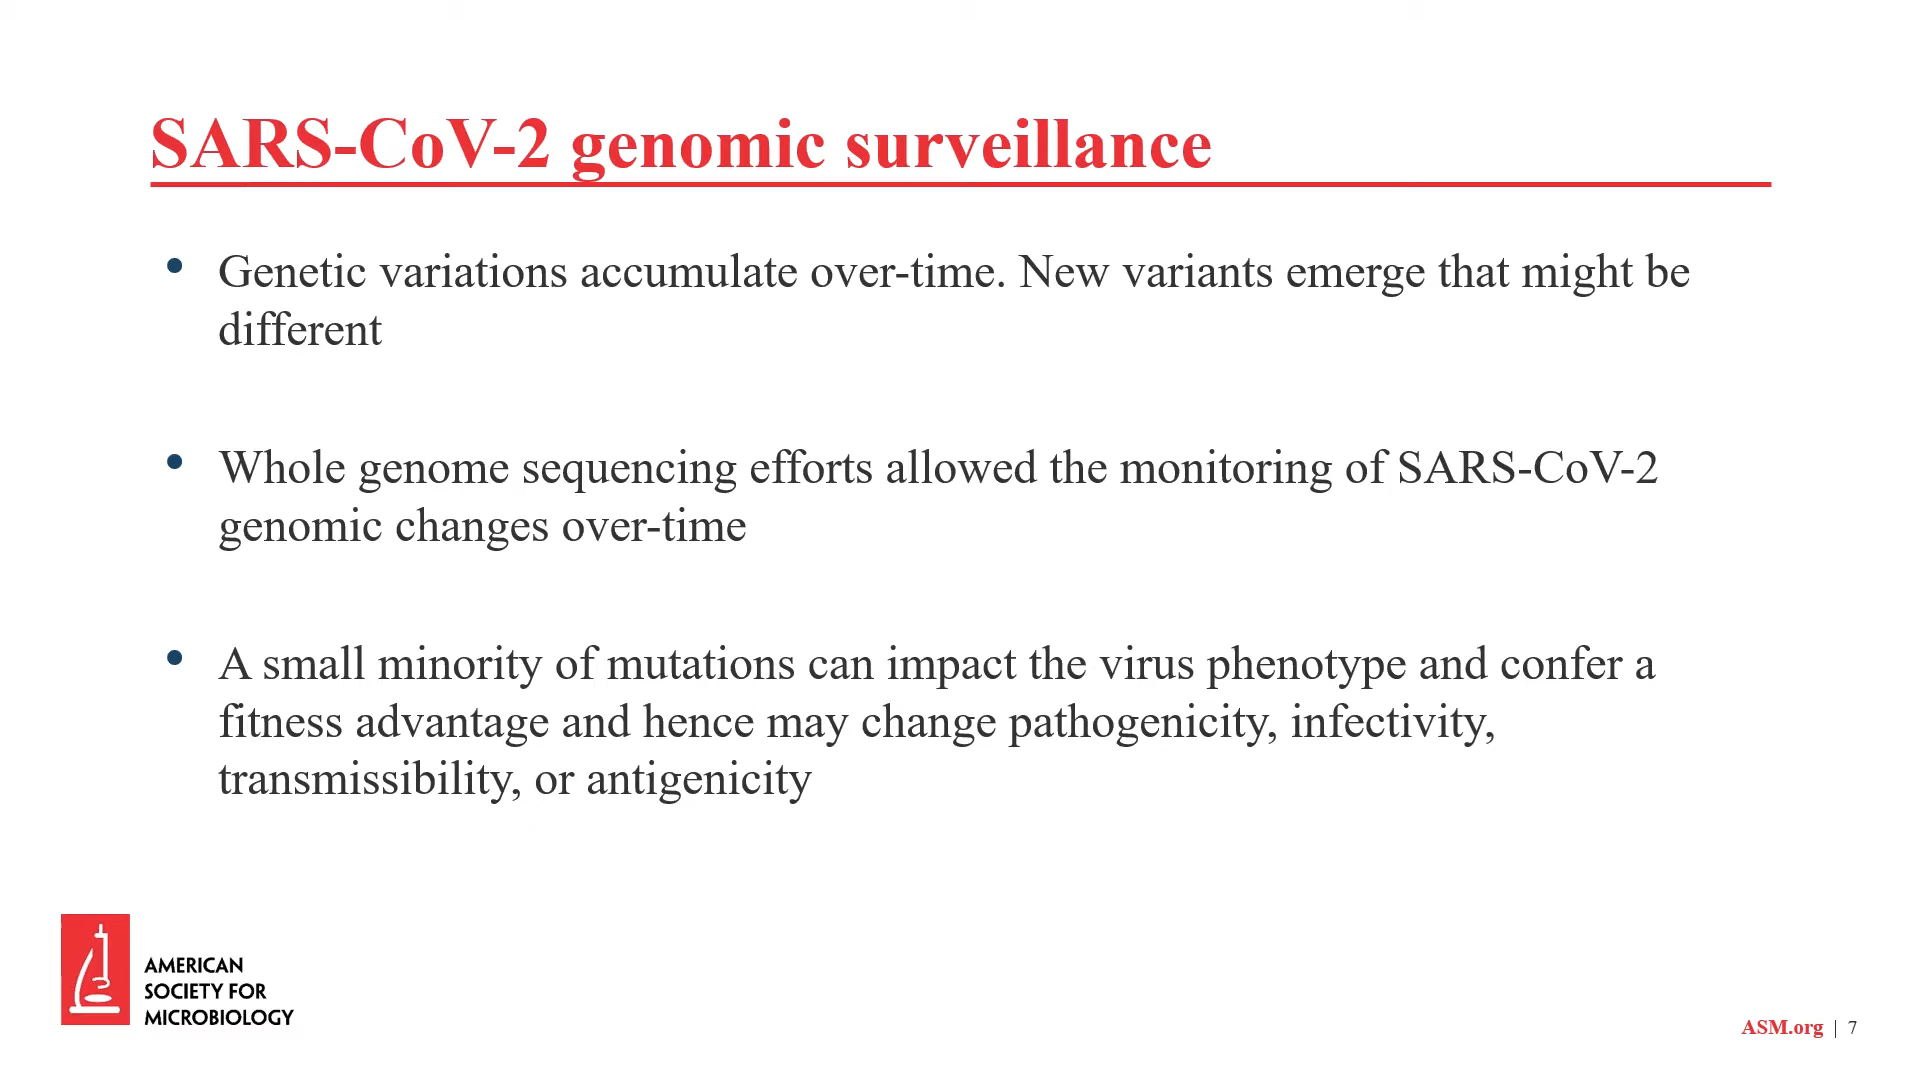 SARS-CoV-2 genomic surveillance
• Genetic variations accumulate over-time. New variants emerge that might be
different
• Whole genome sequencing efforts allowed the monitoring of SARS-CoV-2
genomic changes over-time
• A small minority of mutations can impact the virus phenotype and confer a
fitness advantage and hence may change pathogenicity, infectivity,
transmissibility, or antigenicity
AMERICAN
SOCIETY FOR
MICROBIOLOGY
ASM.org | 7